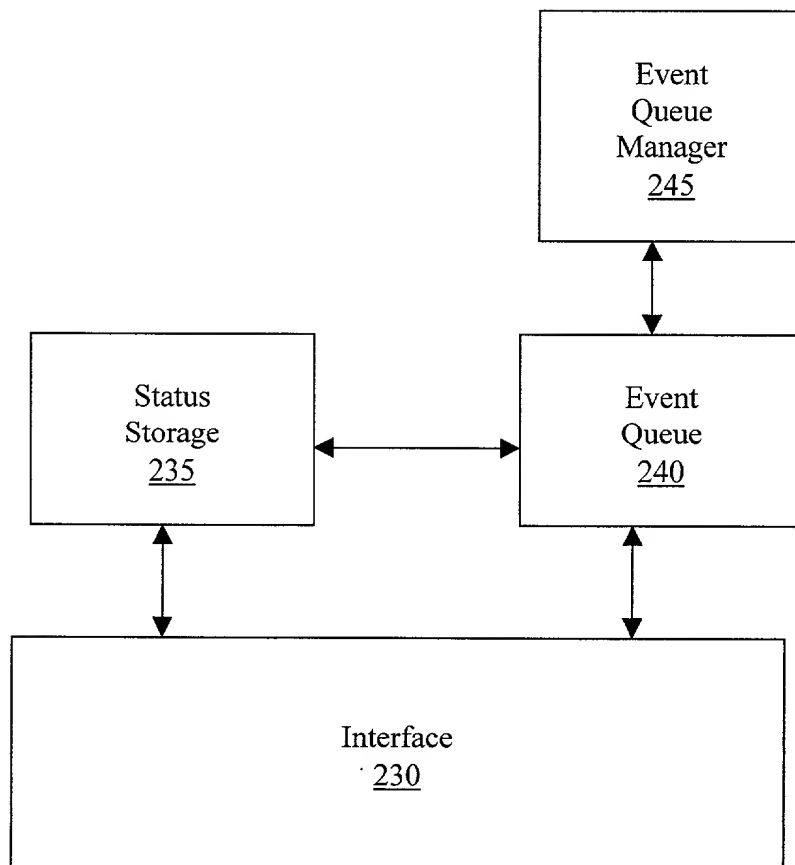 Event
Queue
Manager
245
Status
Storage
235
Event
Queue
240
Interface
230